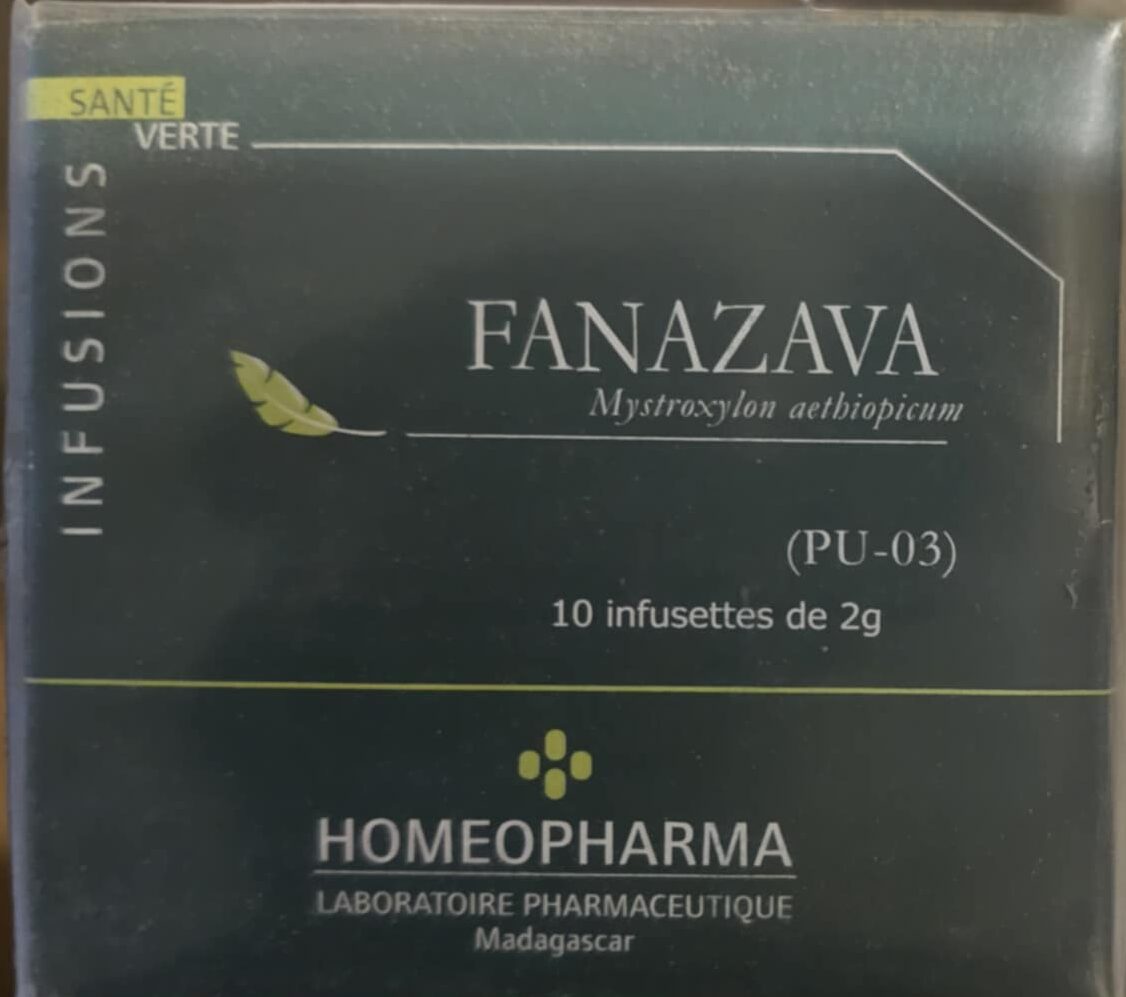 SANTÉ
VERTE
INFUSIONS
FANAZAVA
Mystroxylon aethiopicum
(PU-03)
10 infusettes de 2g
HOMEOPHARMA
LABORATOIRE PHARMACEUTIQUE
Madagascar